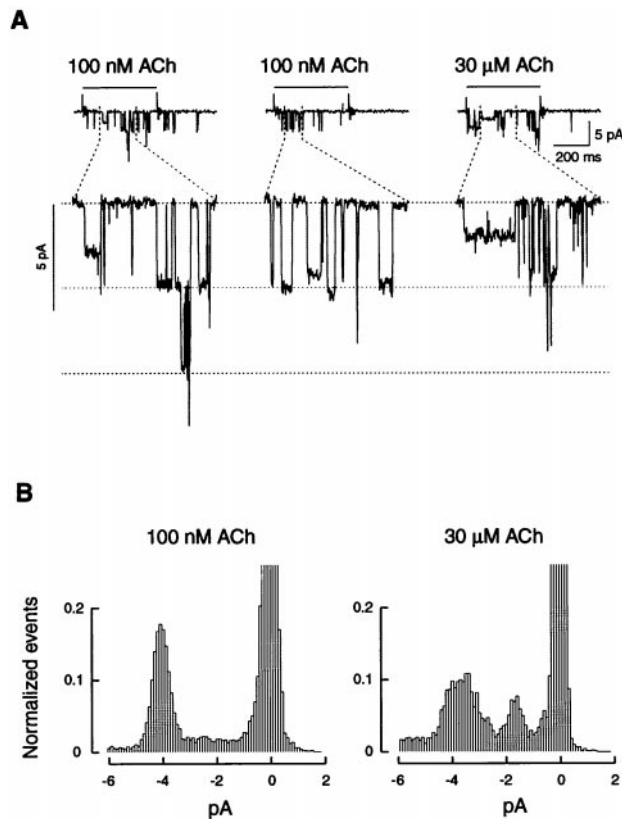 A
100 nM ACh
100 nM ACh
30 μM ACh
5 pA
200 ms
5 pA
B
100 nM ACh
30 μM ACh
Normalized events
0.2
0.1
0
-6 -4 -2 0 2
pA
0.2
0.1
0
-6 -4 -2 0 2
pA